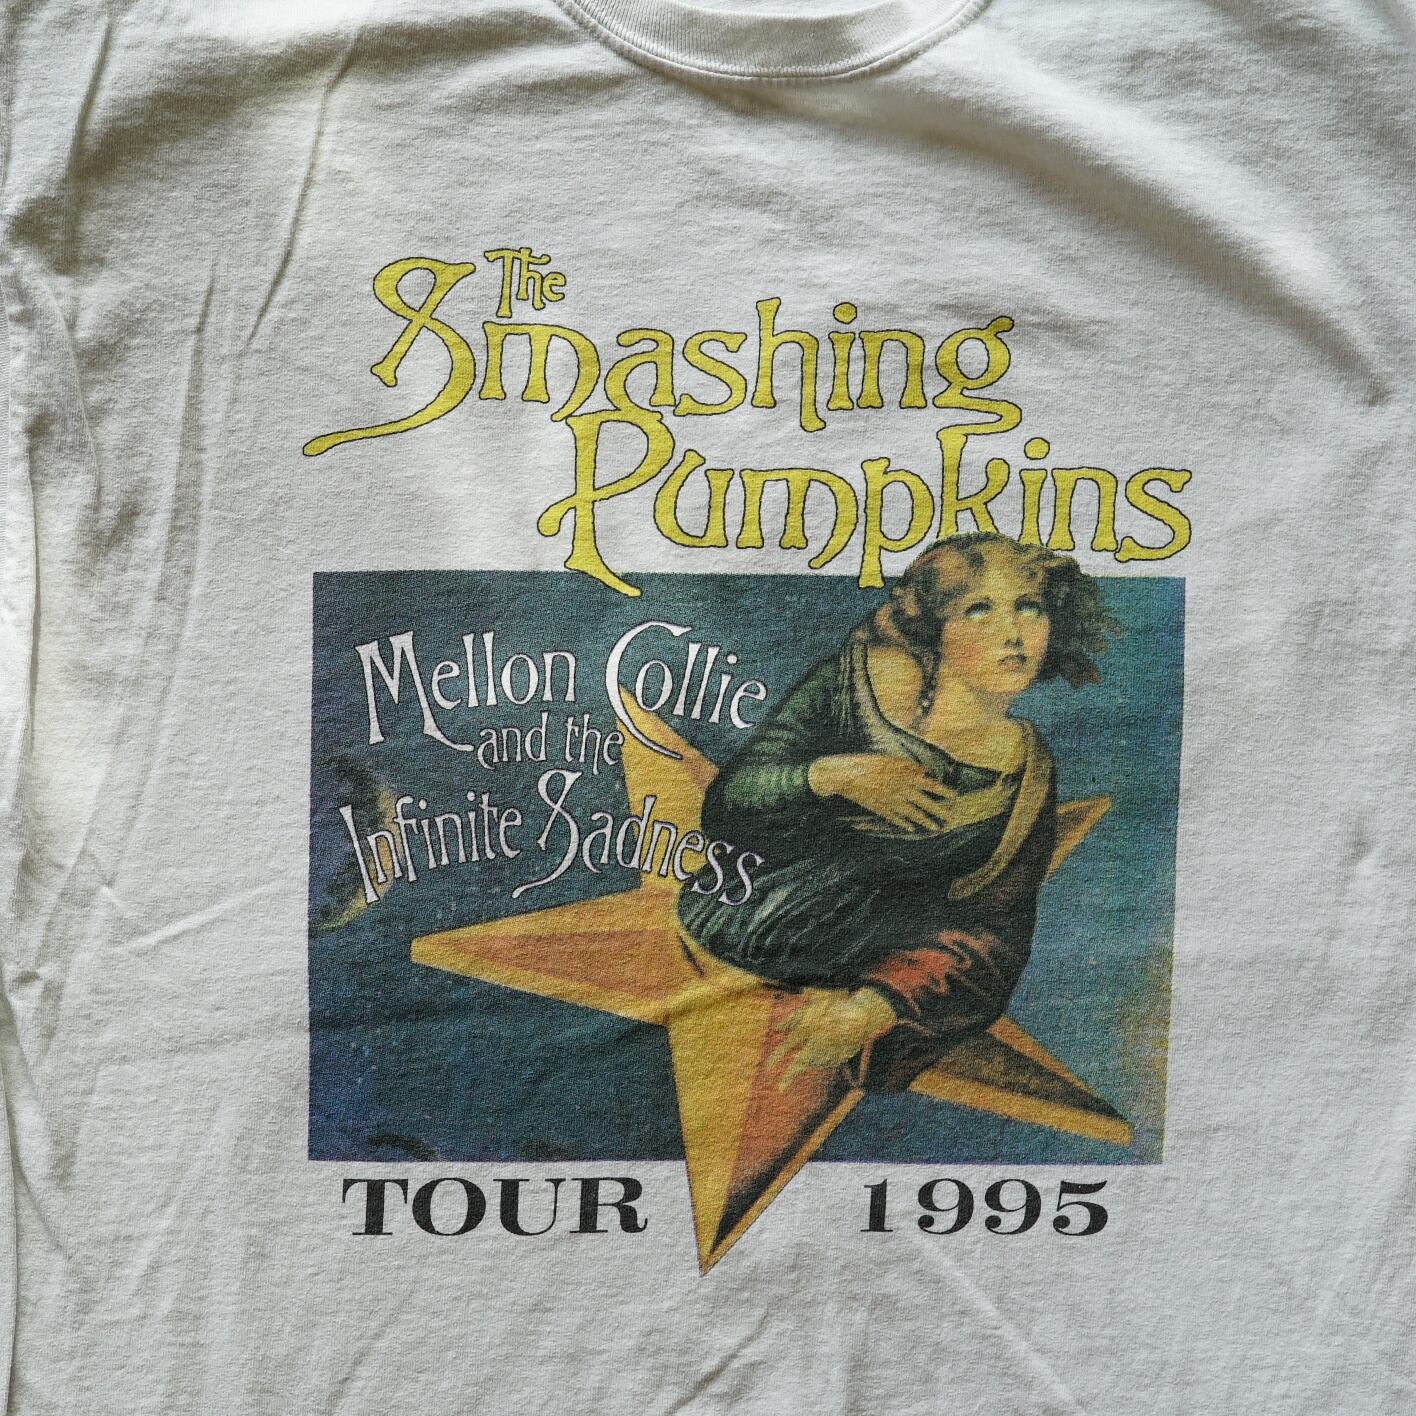 The
Smashing
Pumpkins
Mellon Collie
and the
Infinite Sadness
TOUR 1995